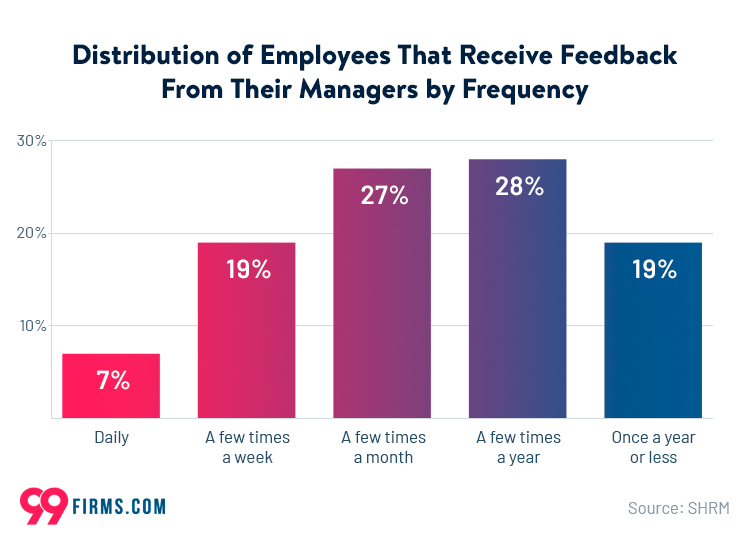 Distribution of Employees That Receive Feedback
From Their Managers by Frequency
30%
20%
10%
7%
19%
27%
28%
19%
Daily
A few times
a week
A few times
a month
A few times
a year
Once a year
or less
99FIRMS.COM
Source: SHRM